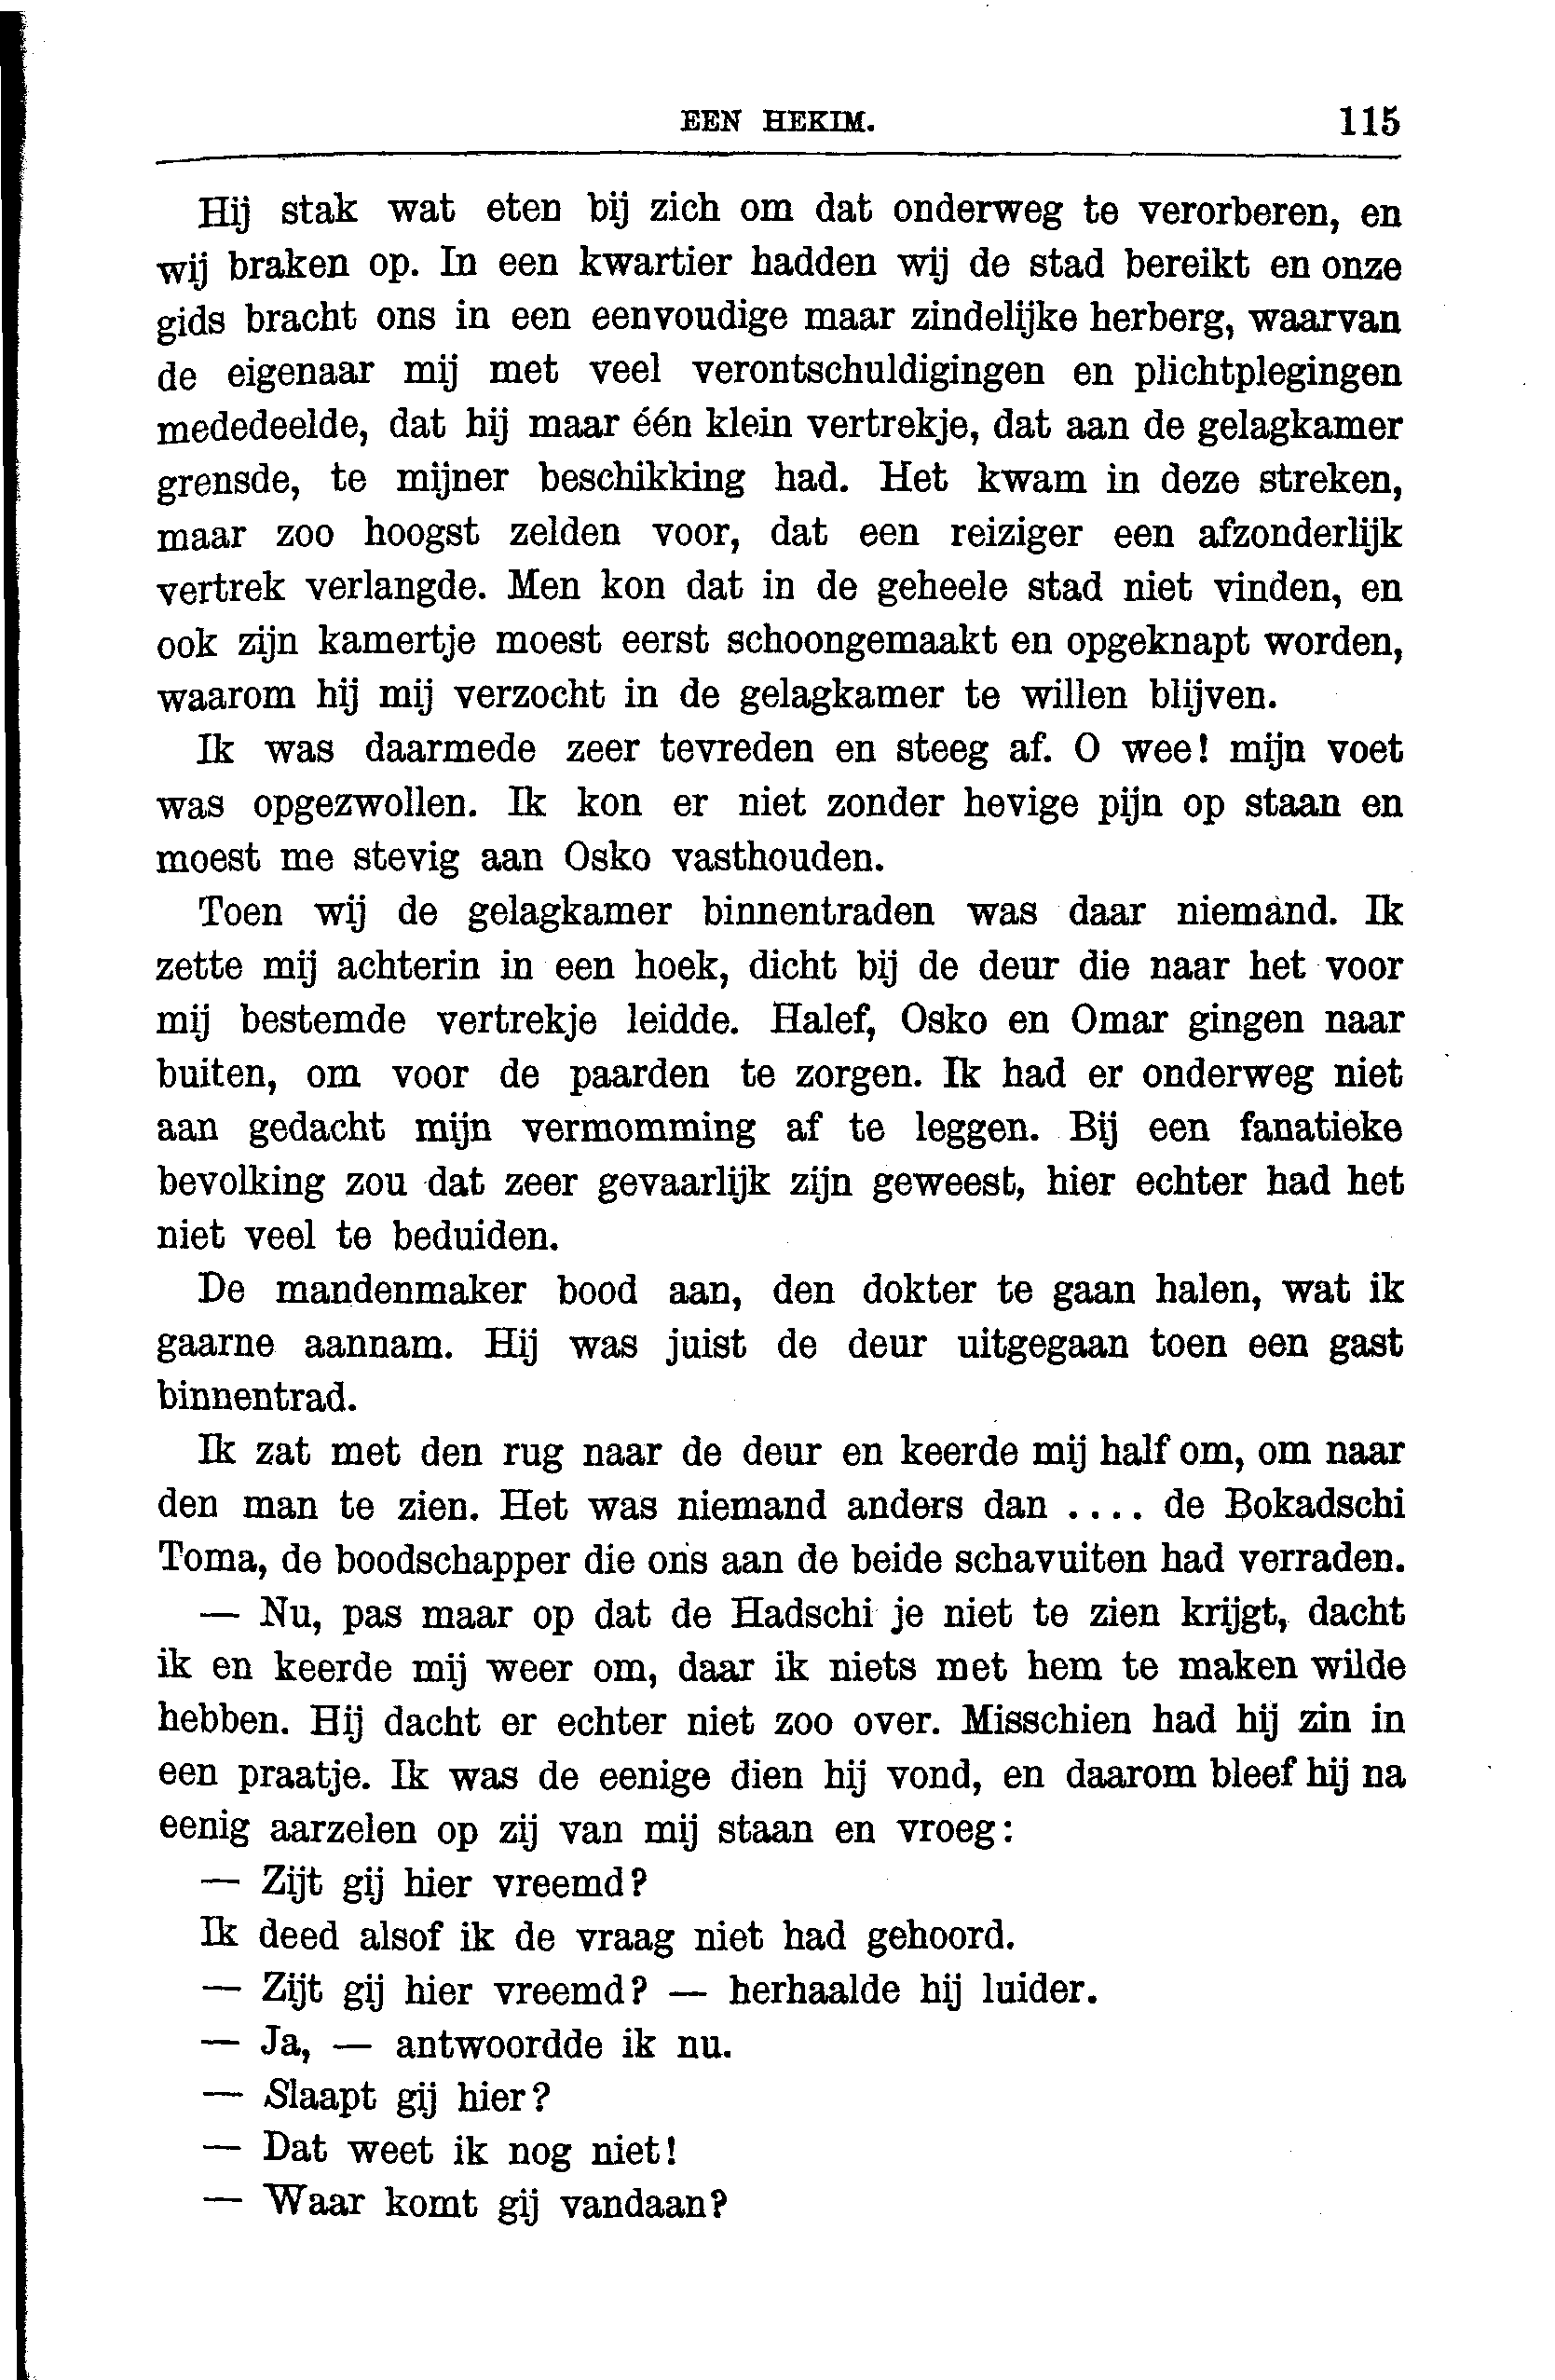 EEN HEKIM. 115
Hij stak wat eten bij zich om dat onderweg te verorberen, en
wij braken op. In een kwartier hadden wij de stad bereikt en onze
gids bracht ons in een eenvoudige maar zindelijke herberg, waarvan
de eigenaar mij met veel verontschuldigingen en plichtplegingen
mededeelde, dat hij maar één klein vertrekje, dat aan de gelagkamer
grensde, te mijner beschikking had. Het kwam in deze streken,
maar zoo hoogst zelden voor, dat een reiziger een afzonderlijk
vertrek verlangde. Men kon dat in de geheele stad niet vinden, en
ook zijn kamertje moest eerst schoongemaakt en opgeknapt worden,
waarom hij mij verzocht in de gelagkamer te willen blijven.
Ik was daarmede zeer tevreden en steeg af. O wee! mijn voet
was opgezwollen. Ik kon er niet zonder hevige pijn op staan en
moest me stevig aan Osko vasthouden.
Toen wij de gelagkamer binnentraden was daar niemand. Ik
zette mij achterin in een hoek, dicht bij de deur die naar het voor
mij bestemde vertrekje leidde. Halef, Osko en Omar gingen naar
buiten, om voor de paarden te zorgen. Ik had er onderweg niet
aan gedacht mijn vermomming af te leggen. Bij een fanatieke
bevolking zou dat zeer gevaarlijk zijn geweest, hier echter had het
niet veel te beduiden.
De mandenmaker bood aan, den dokter te gaan halen, wat ik
gaarne aannam. Hij was juist de deur uitgegaan toen een gast
binnentrad.
Ik zat met den rug naar de deur en keerde mij half om, om naar
den man te zien. Het was niemand anders dan .... de Bokadschi
Toma, de boodschapper die ons aan de beide schavuiten had verraden.
— Nu, pas maar op dat de Hadschi je niet te zien krijgt, dacht
ik en keerde mij weer om, daar ik niets met hem te maken wilde
hebben. Hij dacht er echter niet zoo over. Misschien had hij zin in
een praatje. Ik was de eenige dien hij vond, en daarom bleef hij na
eenig aarzelen op zij van mij staan en vroeg:
— Zijt gij hier vreemd?
Ik deed alsof ik de vraag niet had gehoord.
— Zijt gij hier vreemd? — herhaalde hij luider.
— Ja, — antwoordde ik nu.
— Slaapt gij hier?
— Dat weet ik nog niet!
— Waar komt gij vandaan?